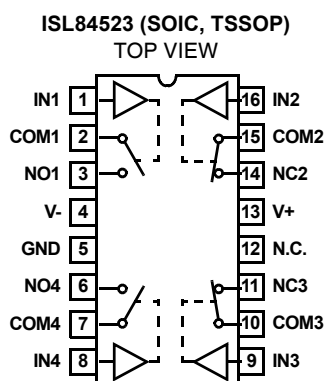 ISL84523 (SOIC, TSSOP)
TOP VIEW
IN1 1 16 IN2
COM1 2 15 COM2
NO1 3 14 NC2
V- 4 13 V+
GND 5 12 N.C.
NO4 6 11 NC3
COM4 7 10 COM3
IN4 8 9 IN3